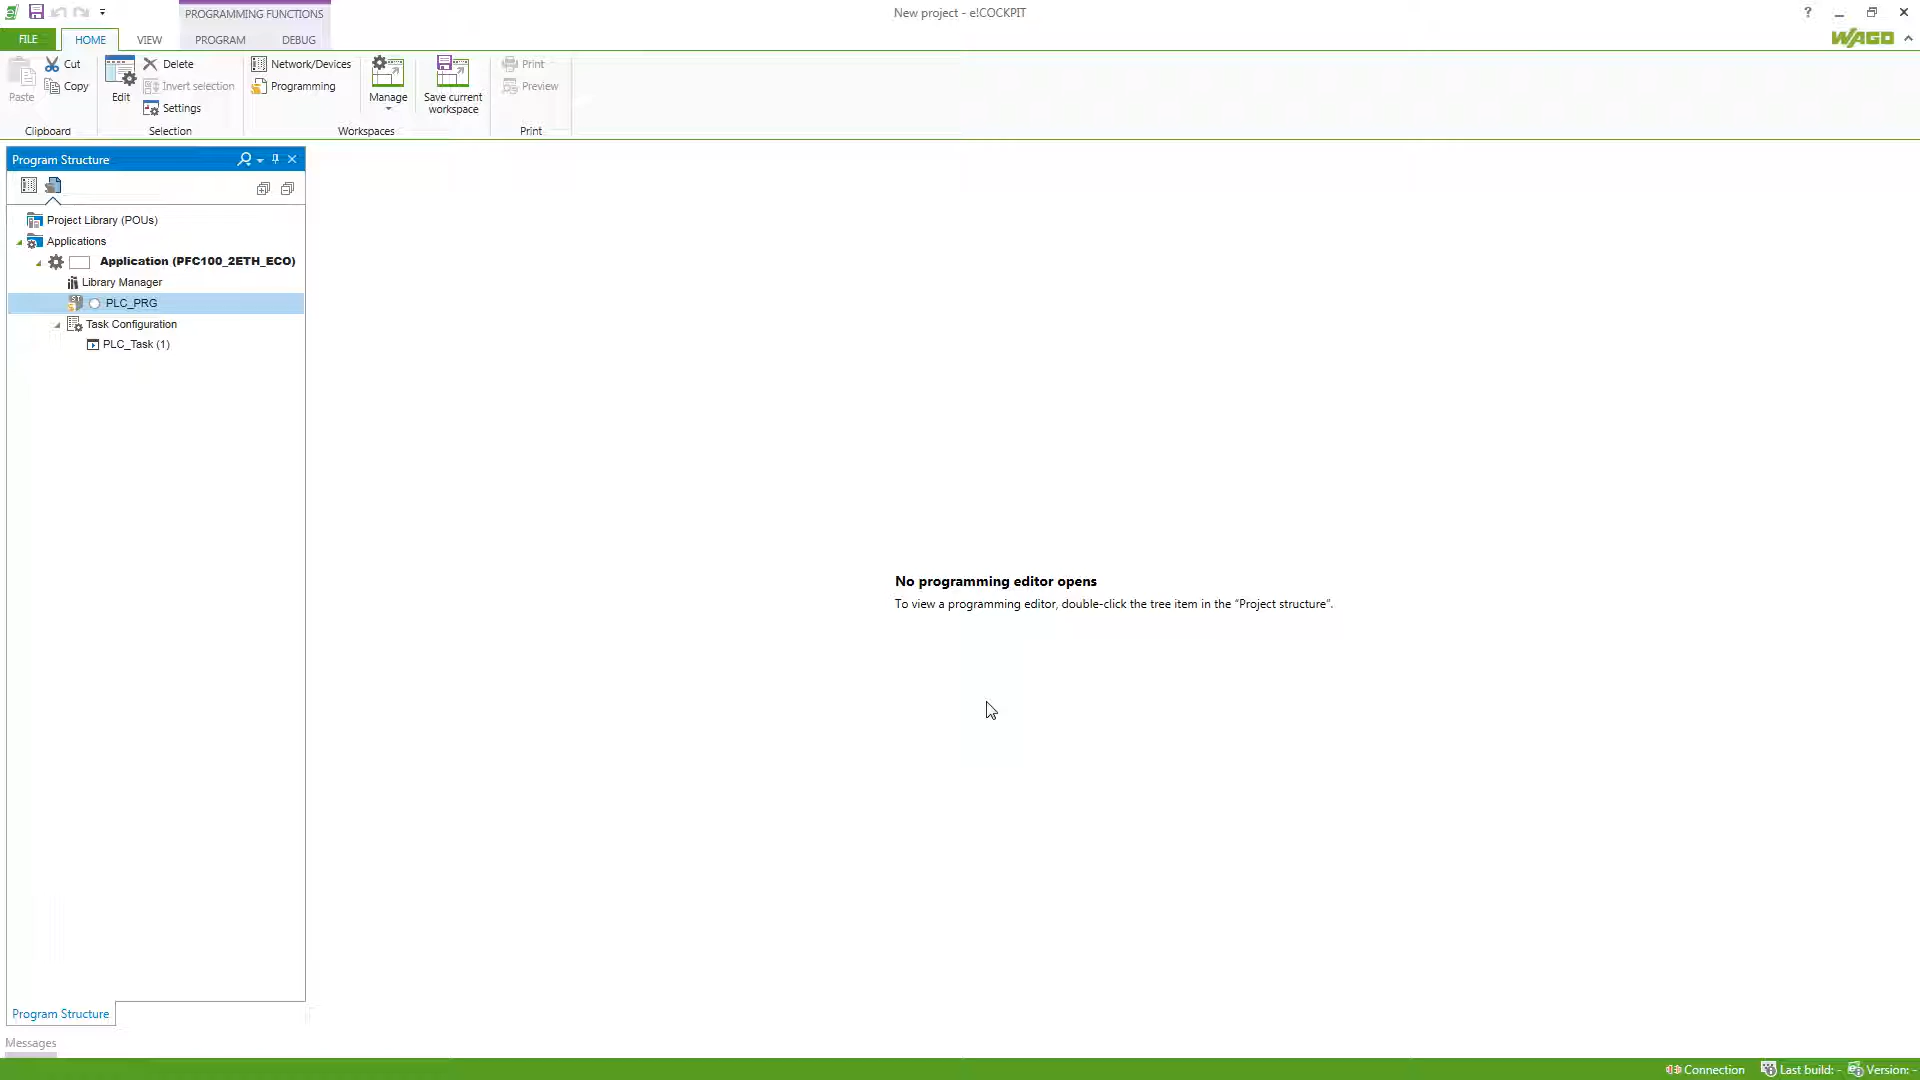 PROGRAMMING FUNCTIONS
New project - e!COCKPIT
?
FILE
HOME
VIEW
PROGRAM
DEBUG
WAGO
Paste
Cut
Copy
Clipboard
Edit
Delete
Invert selection
Settings
Selection
Network/Devices
Programming
Manage
Save current
workspace
Workspaces
Print
Preview
Print
Program Structure
Project Library (POUs)
Applications
Application (PFC100_2ETH_ECO)
Library Manager
ST
PLC_PRG
Task Configuration
PLC_Task (1)
No programming editor opens
To view a programming editor, double-click the tree item in the “Project structure”.
Program Structure
Messages
Connection
Last build: -
Version: -